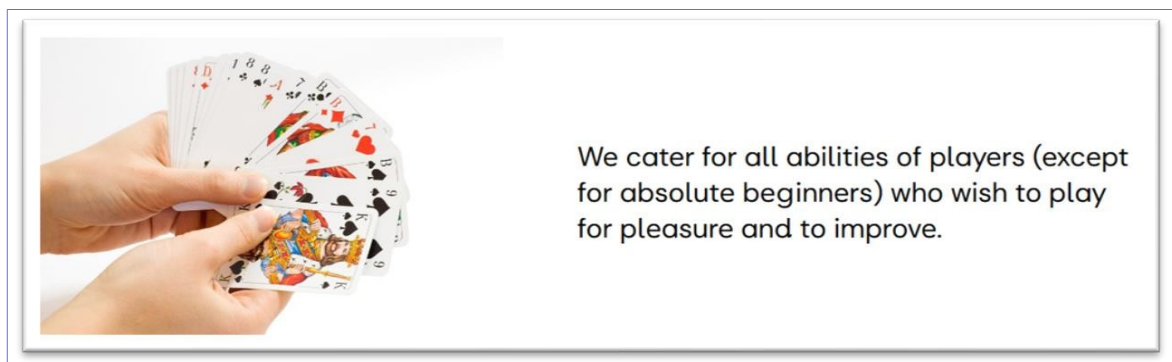 We cater for all abilities of players (except
for absolute beginners) who wish to play
for pleasure and to improve.